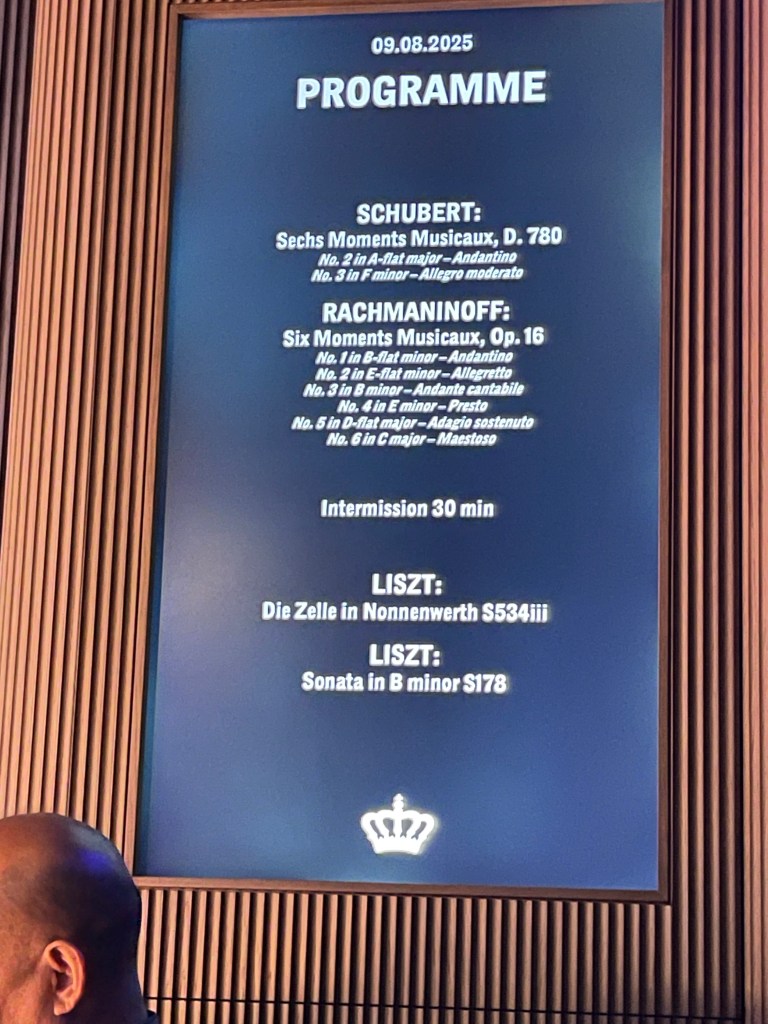 09.08.2025
PROGRAMME
SCHUBERT:
Sechs Moments Musicaux, D. 780
No. 2 in A-flat major – Andantino
No. 3 in F minor – Allegro moderato
RACHMANINOFF:
Six Moments Musicaux, Op. 16
No. 1 in B-flat minor – Andantino
No. 2 in E-flat minor – Allegretto
No. 3 in B minor – Andante cantabile
No. 4 in E minor – Presto
No. 5 in D-flat major – Adagio sostenuto
No. 6 in C major – Maestoso
Intermission 30 min
LISZT:
Die Zelle in Nonnenwerth S534iii
LISZT:
Sonata in B minor S178